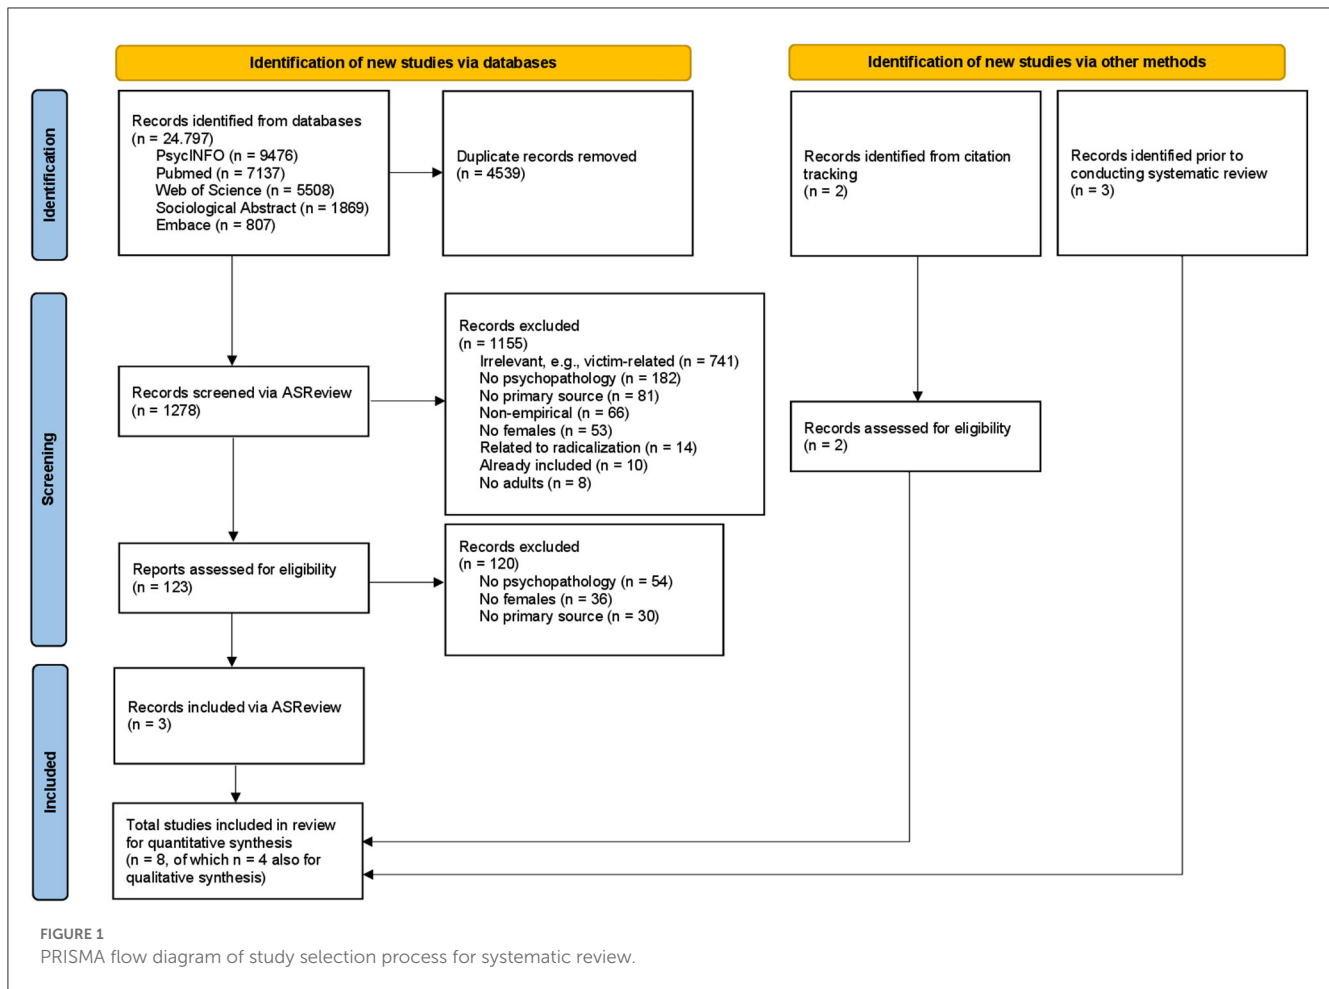 Identification of new studies via databases
Identification of new studies via other methods
Identification
Records identified from databases
(n = 24.797)
PsycINFO (n = 9476)
Pubmed (n = 7137)
Web of Science (n = 5508)
Sociological Abstract (n = 1869)
Embace (n = 807)
Duplicate records removed
(n = 4539)
Records identified from citation
tracking
(n = 2)
Records identified prior to
conducting systematic review
(n = 3)
Screening
Records screened via ASReview
(n = 1278)
Records excluded
(n = 1155)
Irrelevant, e.g., victim-related (n = 741)
No psychopathology (n = 182)
No primary source (n = 81)
Non-empirical (n = 66)
No females (n = 53)
Related to radicalization (n = 14)
Already included (n = 10)
No adults (n = 8)
Records assessed for eligibility
(n = 2)
Reports assessed for eligibility
(n = 123)
Records excluded
(n = 120)
No psychopathology (n = 54)
No females (n = 36)
No primary source (n = 30)
Included
Records included via ASReview
(n = 3)
Total studies included in review
for quantitative synthesis
(n = 8, of which n = 4 also for
qualitative synthesis)
FIGURE 1
PRISMA flow diagram of study selection process for systematic review.